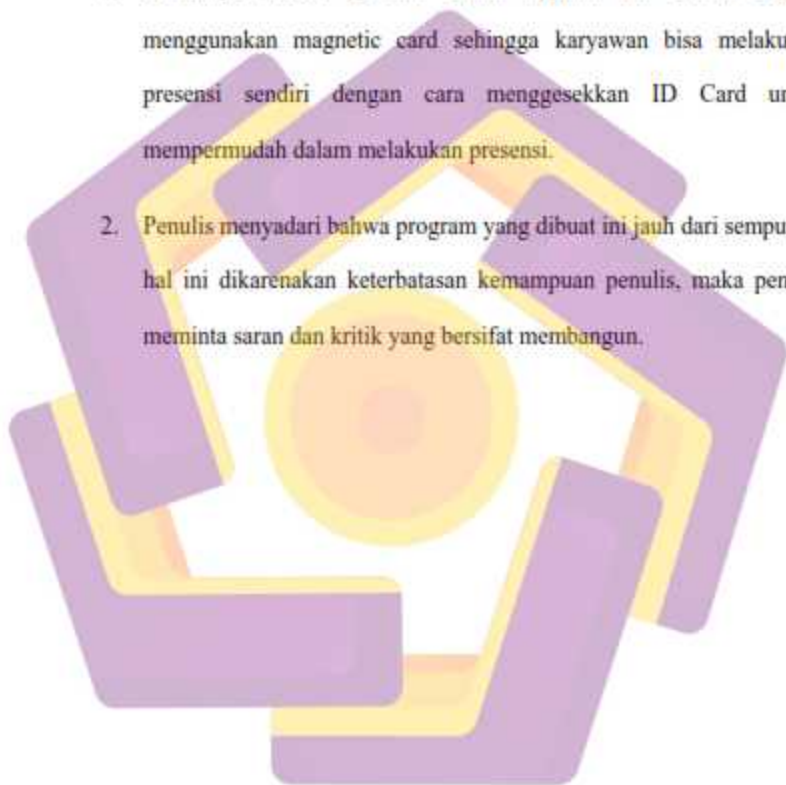 menggunakan magnetic card sehingga karyawan bisa melaku
presensi sendiri dengan cara menggesekkan ID Card un
mempermudah dalam melakukan presensi.
2. Penulis menyadari bahwa program yang dibuat ini jauh dari sempu
hal ini dikarenakan keterbatasan kemampuan penulis, maka pen
meminta saran dan kritik yang bersifat membangun.